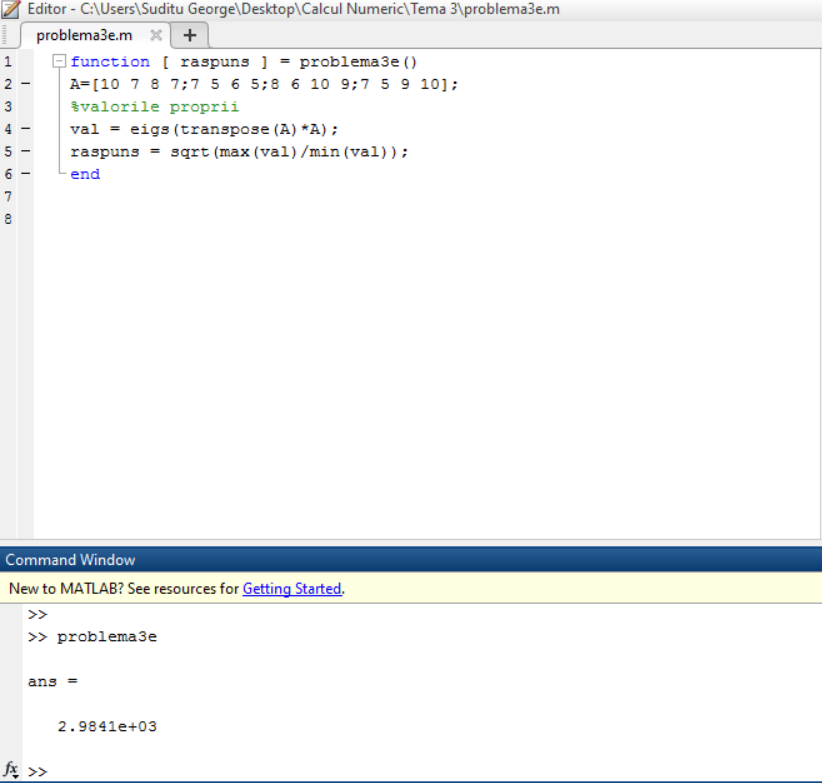 Editor - C:\Users\Suditu George\Desktop\Calcul Numeric\Tema 3\problema3e.m
problema3e.m × +
1 function [ raspuns ] = problema3e()
2 – A=[10 7 8 7;7 5 6 5;8 6 10 9;7 5 9 10];
3 %valorile proprii
4 – val = eigs(transpose(A)*A);
5 – raspuns = sqrt(max(val)/min(val));
6 – end
7
8
Command Window
New to MATLAB? See resources for Getting Started.
>>
>> problema3e
ans =
2.9841e+03
fx >>